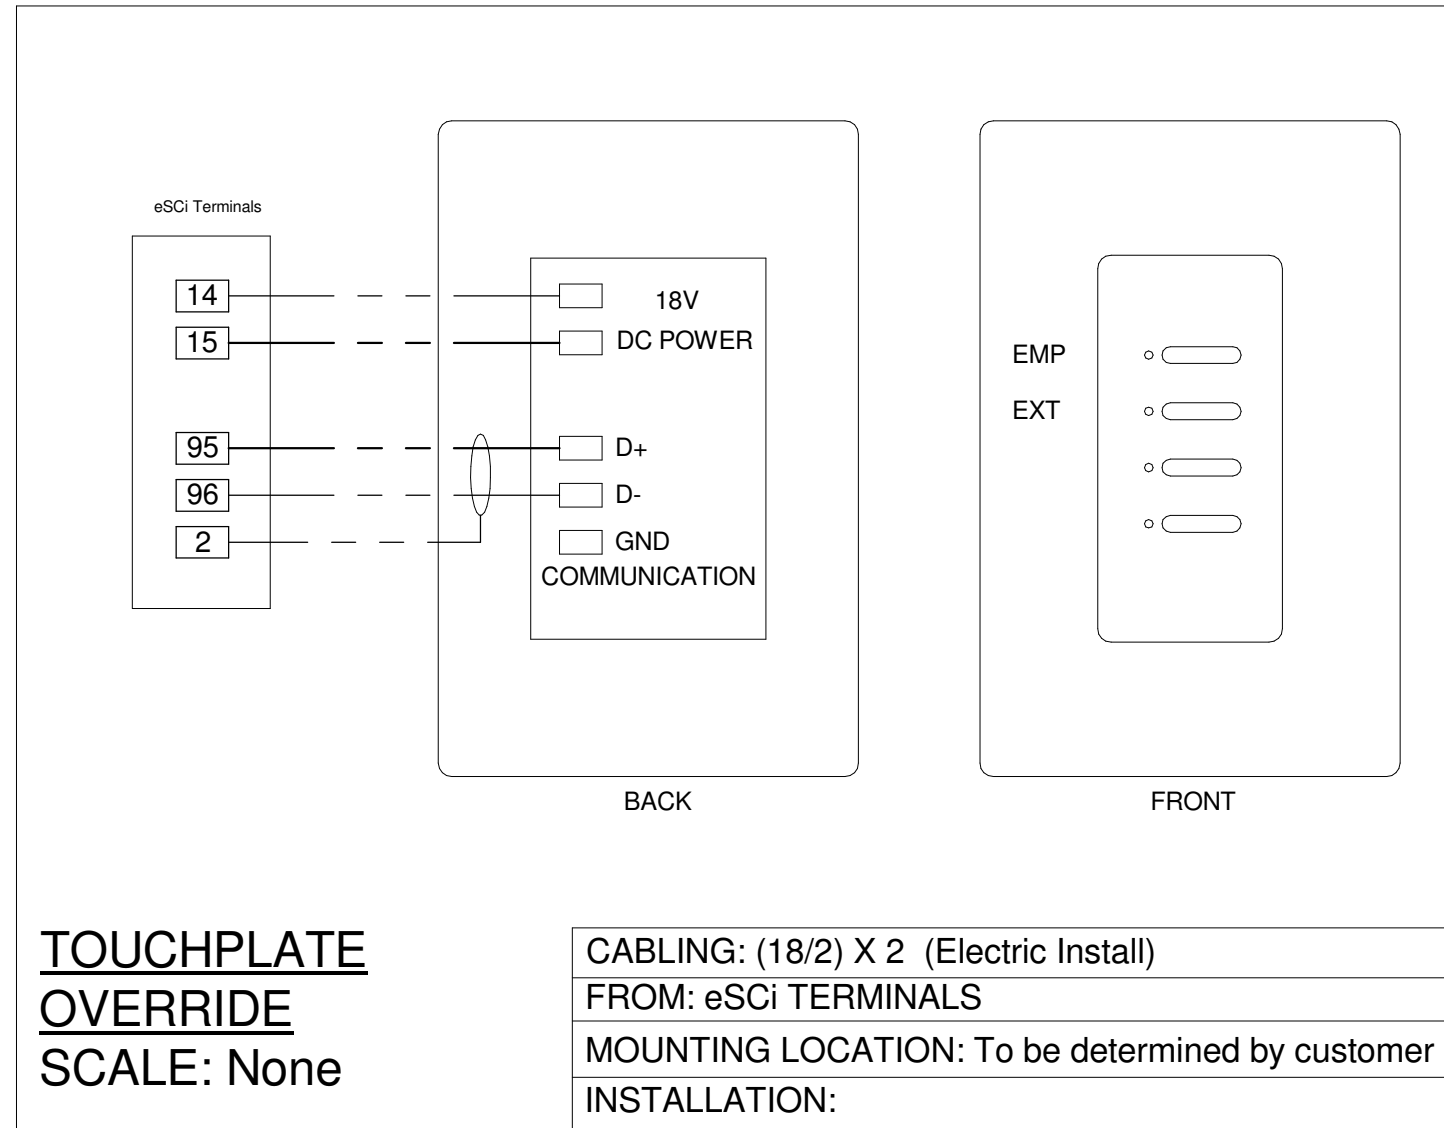 eSCi Terminals
14
15
95
96
2
18V
DC POWER
D+
D-
GND
COMMUNICATION
BACK
EMP
EXT
FRONT
TOUCHPLATE
OVERRIDE
SCALE: None
CABLING: (18/2) X 2 (Electric Install)
FROM: eSCi TERMINALS
MOUNTING LOCATION: To be determined by customer
INSTALLATION: